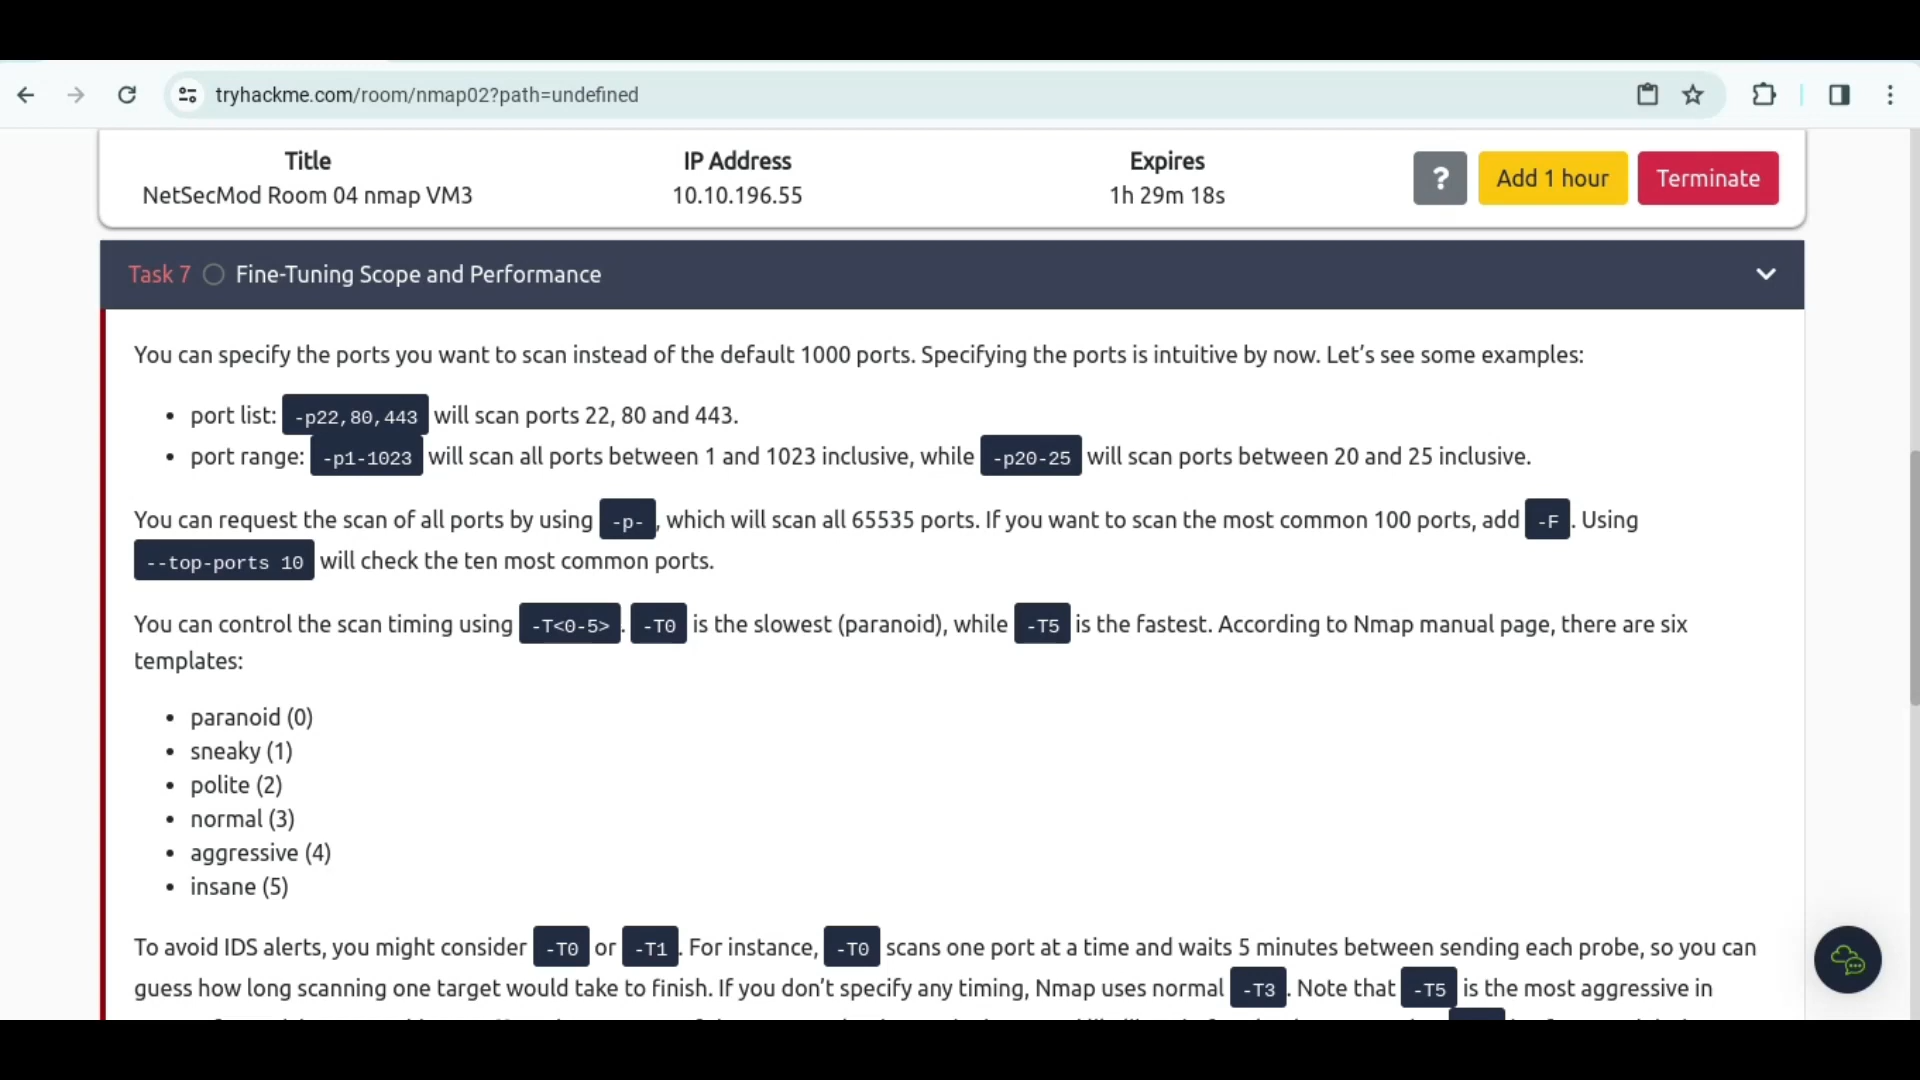 tryhackme.com/room/nmap02?path=undefined
Title
IP Address
Expires
NetSecMod Room 04 nmap VM3
10.10.196.55
1h 29m 18s
?
Add 1 hour
Terminate
Task 7 Fine-Tuning Scope and Performance
You can specify the ports you want to scan instead of the default 1000 ports. Specifying the ports is intuitive by now. Let’s see some examples:
• port list: -p22,80,443 will scan ports 22, 80 and 443.
• port range: -p1-1023 will scan all ports between 1 and 1023 inclusive, while -p20-25 will scan ports between 20 and 25 inclusive.
You can request the scan of all ports by using -p-, which will scan all 65535 ports. If you want to scan the most common 100 ports, add -F. Using
--top-ports 10 will check the ten most common ports.
You can control the scan timing using -T<0-5>. -T0 is the slowest (paranoid), while -T5 is the fastest. According to Nmap manual page, there are six
templates:
• paranoid (0)
• sneaky (1)
• polite (2)
• normal (3)
• aggressive (4)
• insane (5)
To avoid IDS alerts, you might consider -T0 or -T1. For instance, -T0 scans one port at a time and waits 5 minutes between sending each probe, so you can
guess how long scanning one target would take to finish. If you don’t specify any timing, Nmap uses normal -T3. Note that -T5 is the most aggressive in